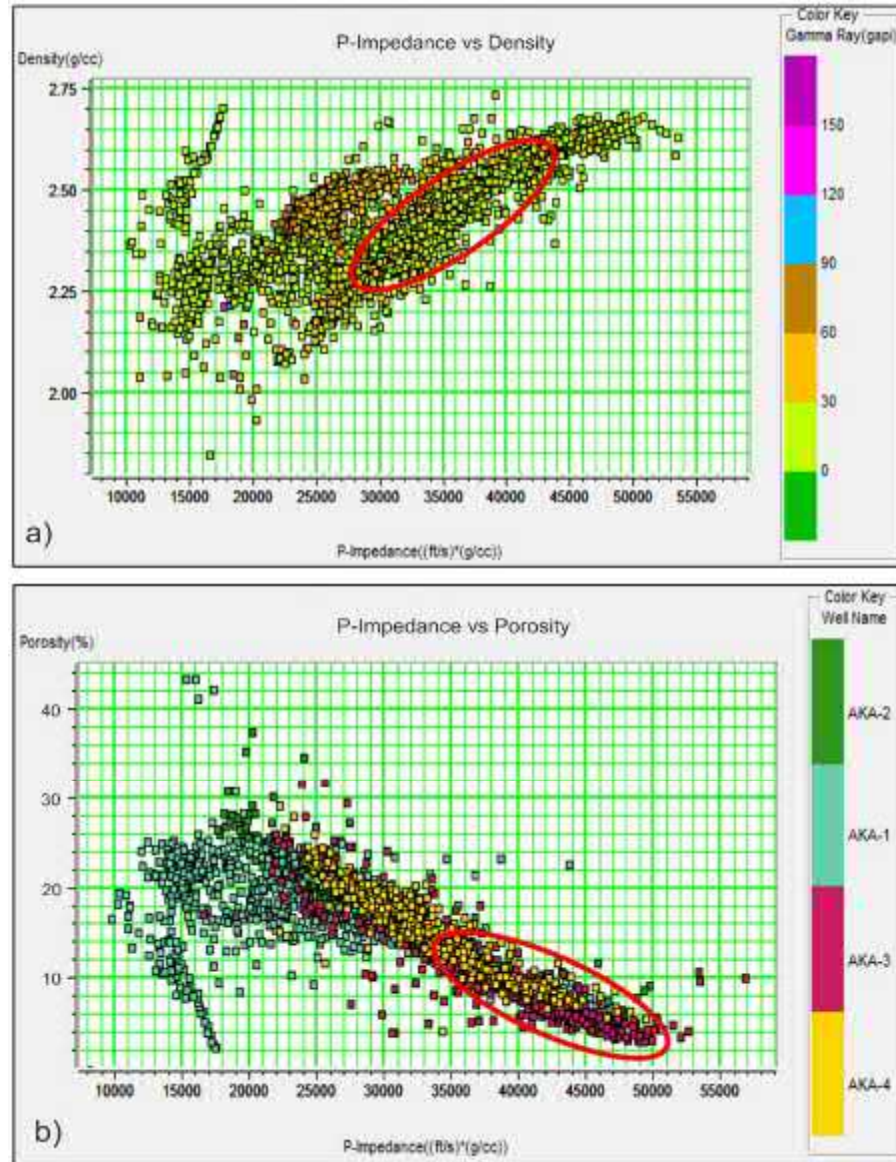 P-Impedance vs Density
Density(g/cc)
2.75
2.50
2.25
2.00
10000 15000 20000 25000 30000 35000 40000 45000 50000 55000
P-Impedance((ft/s)*(g/cc))
a)
Color Key
Gamma Ray(gapi)
150
120
90
60
30
0
P-Impedance vs Porosity
Porosity(%)
40
30
20
10
10000 15000 20000 25000 30000 35000 40000 45000 50000 55000
P-Impedance((ft/s)*(g/cc))
b)
Color Key
Well Name
AKA-2
AKA-1
AKA-3
AKA-4